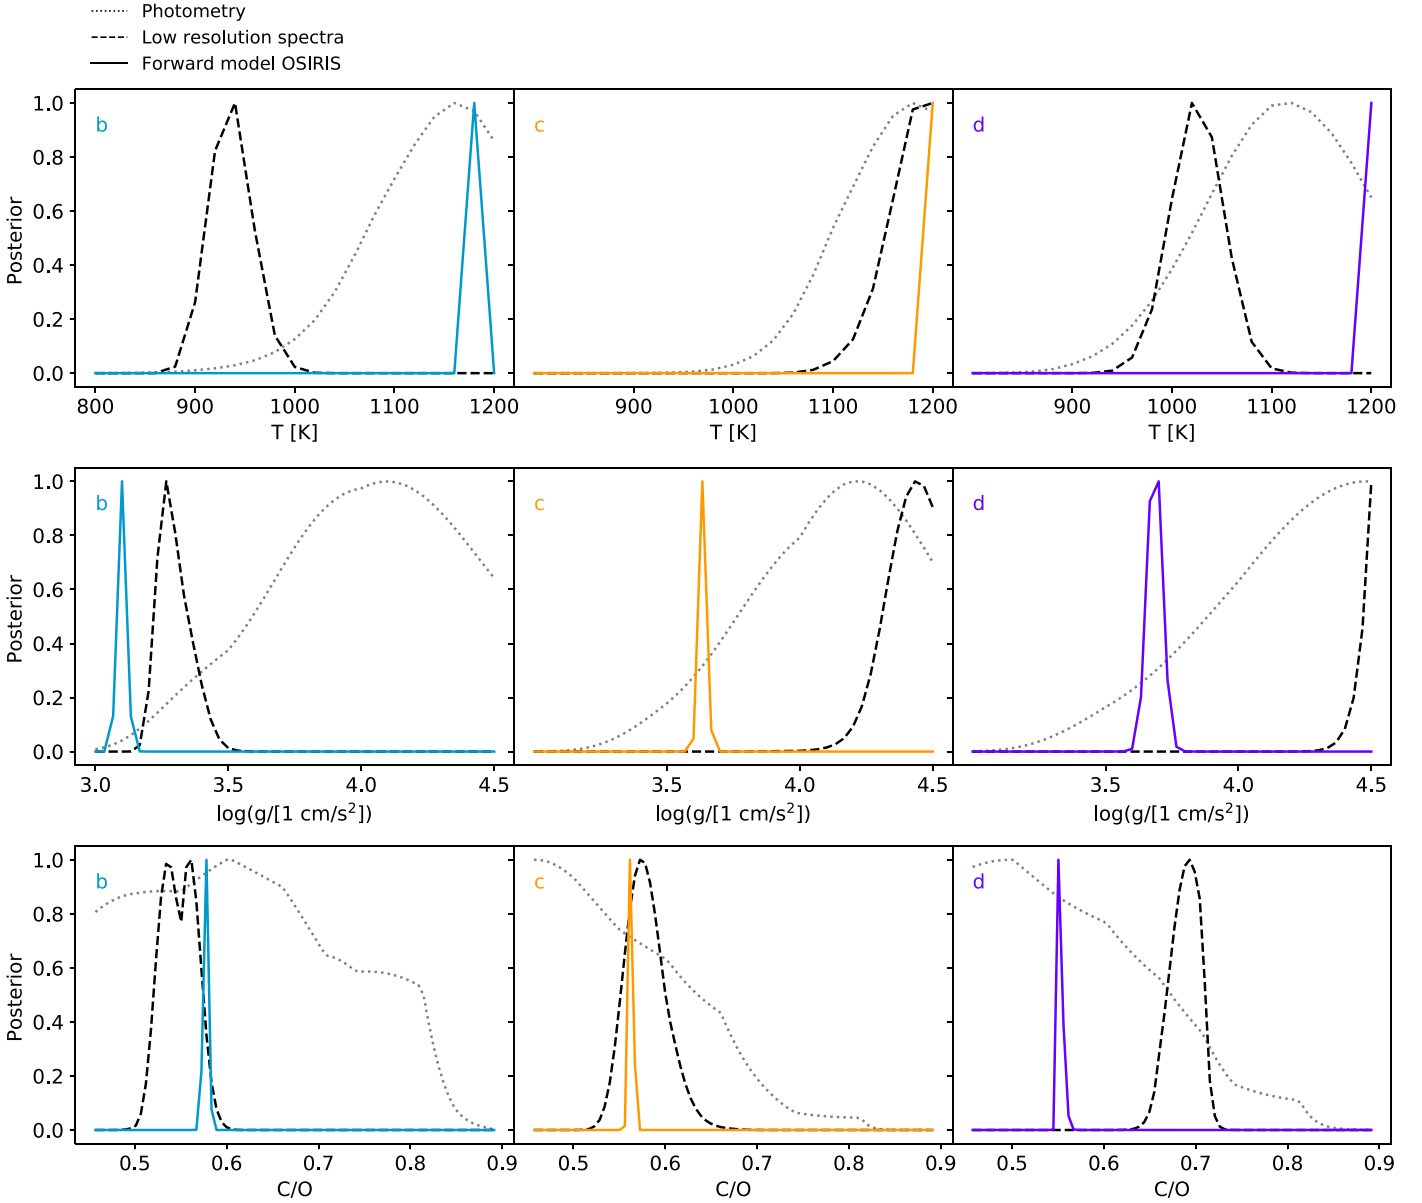 Photometry
Low resolution spectra
Forward model OSIRIS
b c d
Posterior
1.0
0.8
0.6
0.4
0.2
0.0
800 900 1000 1100 1200 900 1000 1100 1200 900 1000 1100 1200
T [K] T [K] T [K]
b c d
Posterior
1.0
0.8
0.6
0.4
0.2
0.0
3.0 3.5 4.0 4.5 3.5 4.0 4.5 3.5 4.0 4.5
log(g/[1 cm/s²]) log(g/[1 cm/s²]) log(g/[1 cm/s²])
b c d
Posterior
1.0
0.8
0.6
0.4
0.2
0.0
0.5 0.6 0.7 0.8 0.9 0.5 0.6 0.7 0.8 0.9 0.5 0.6 0.7 0.8 0.9
C/O C/O C/O